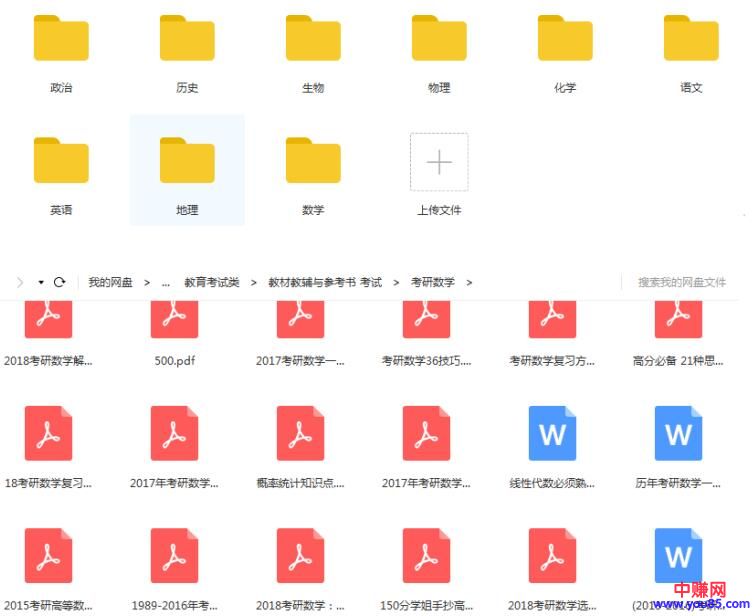 政治 历史 生物 物理 化学 语文
英语 地理 数学 上传文件
我的网盘 > ... 教育考试类 > 教材教辅与参考书 考试 > 考研数学 > 搜索我的网盘文件
2018考研数学解... 500.pdf 2017考研数学一... 考研数学36技巧.... 考研数学复习方... 高分必备 21种思...
18考研数学复习... 2017年考研数学... 概率统计知识点.... 2017年考研数学... 线性代数必须熟... 历年考研数学一...
W W
2015考研高等数... 1989-2016年考... 2018考研数学：... 150分学姐手抄高... 2018考研数学选...
W
中赚网
www.you85.com